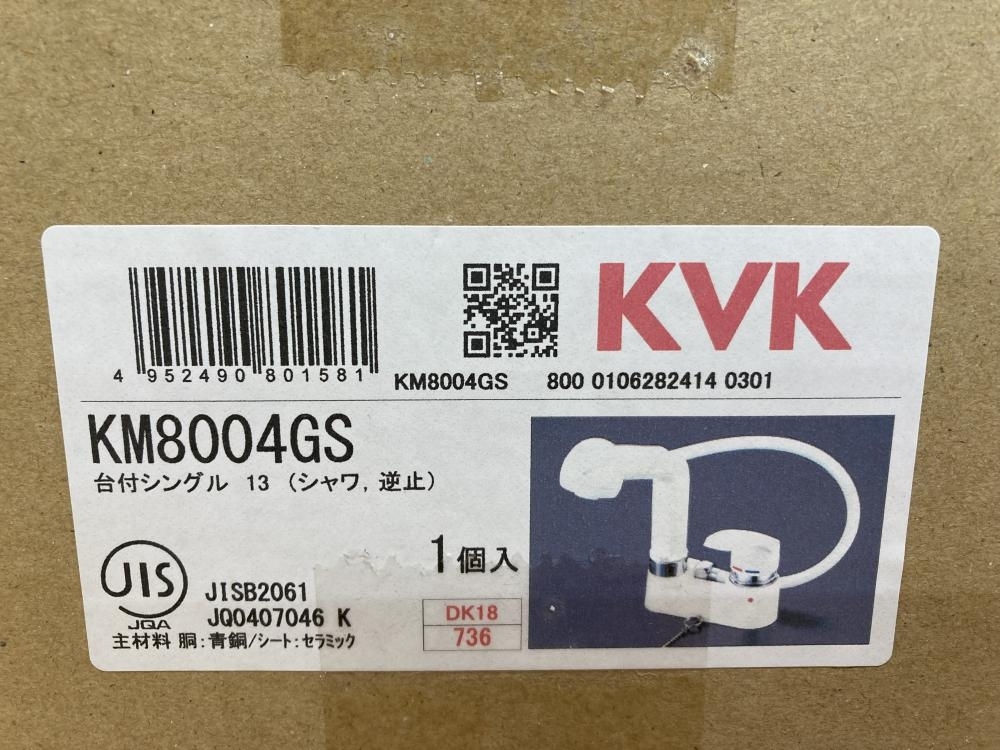 KVK
4 952490 801581
KM8004GS 800 0106282414 0301
KM8004GS
台付シングル 13 (シャワ, 逆止)
1個入
JIS
JQA
JISB2061
JQ0407046 K
主材料 胴:青銅/シート:セラミック
DK18
736